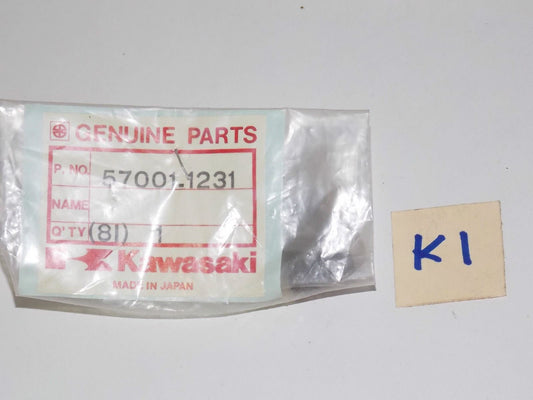 GENUINE PARTS
P. NO. 57001-1231
NAME
Q'TY (81) 1
Kawasaki
MADE IN JAPAN
K1